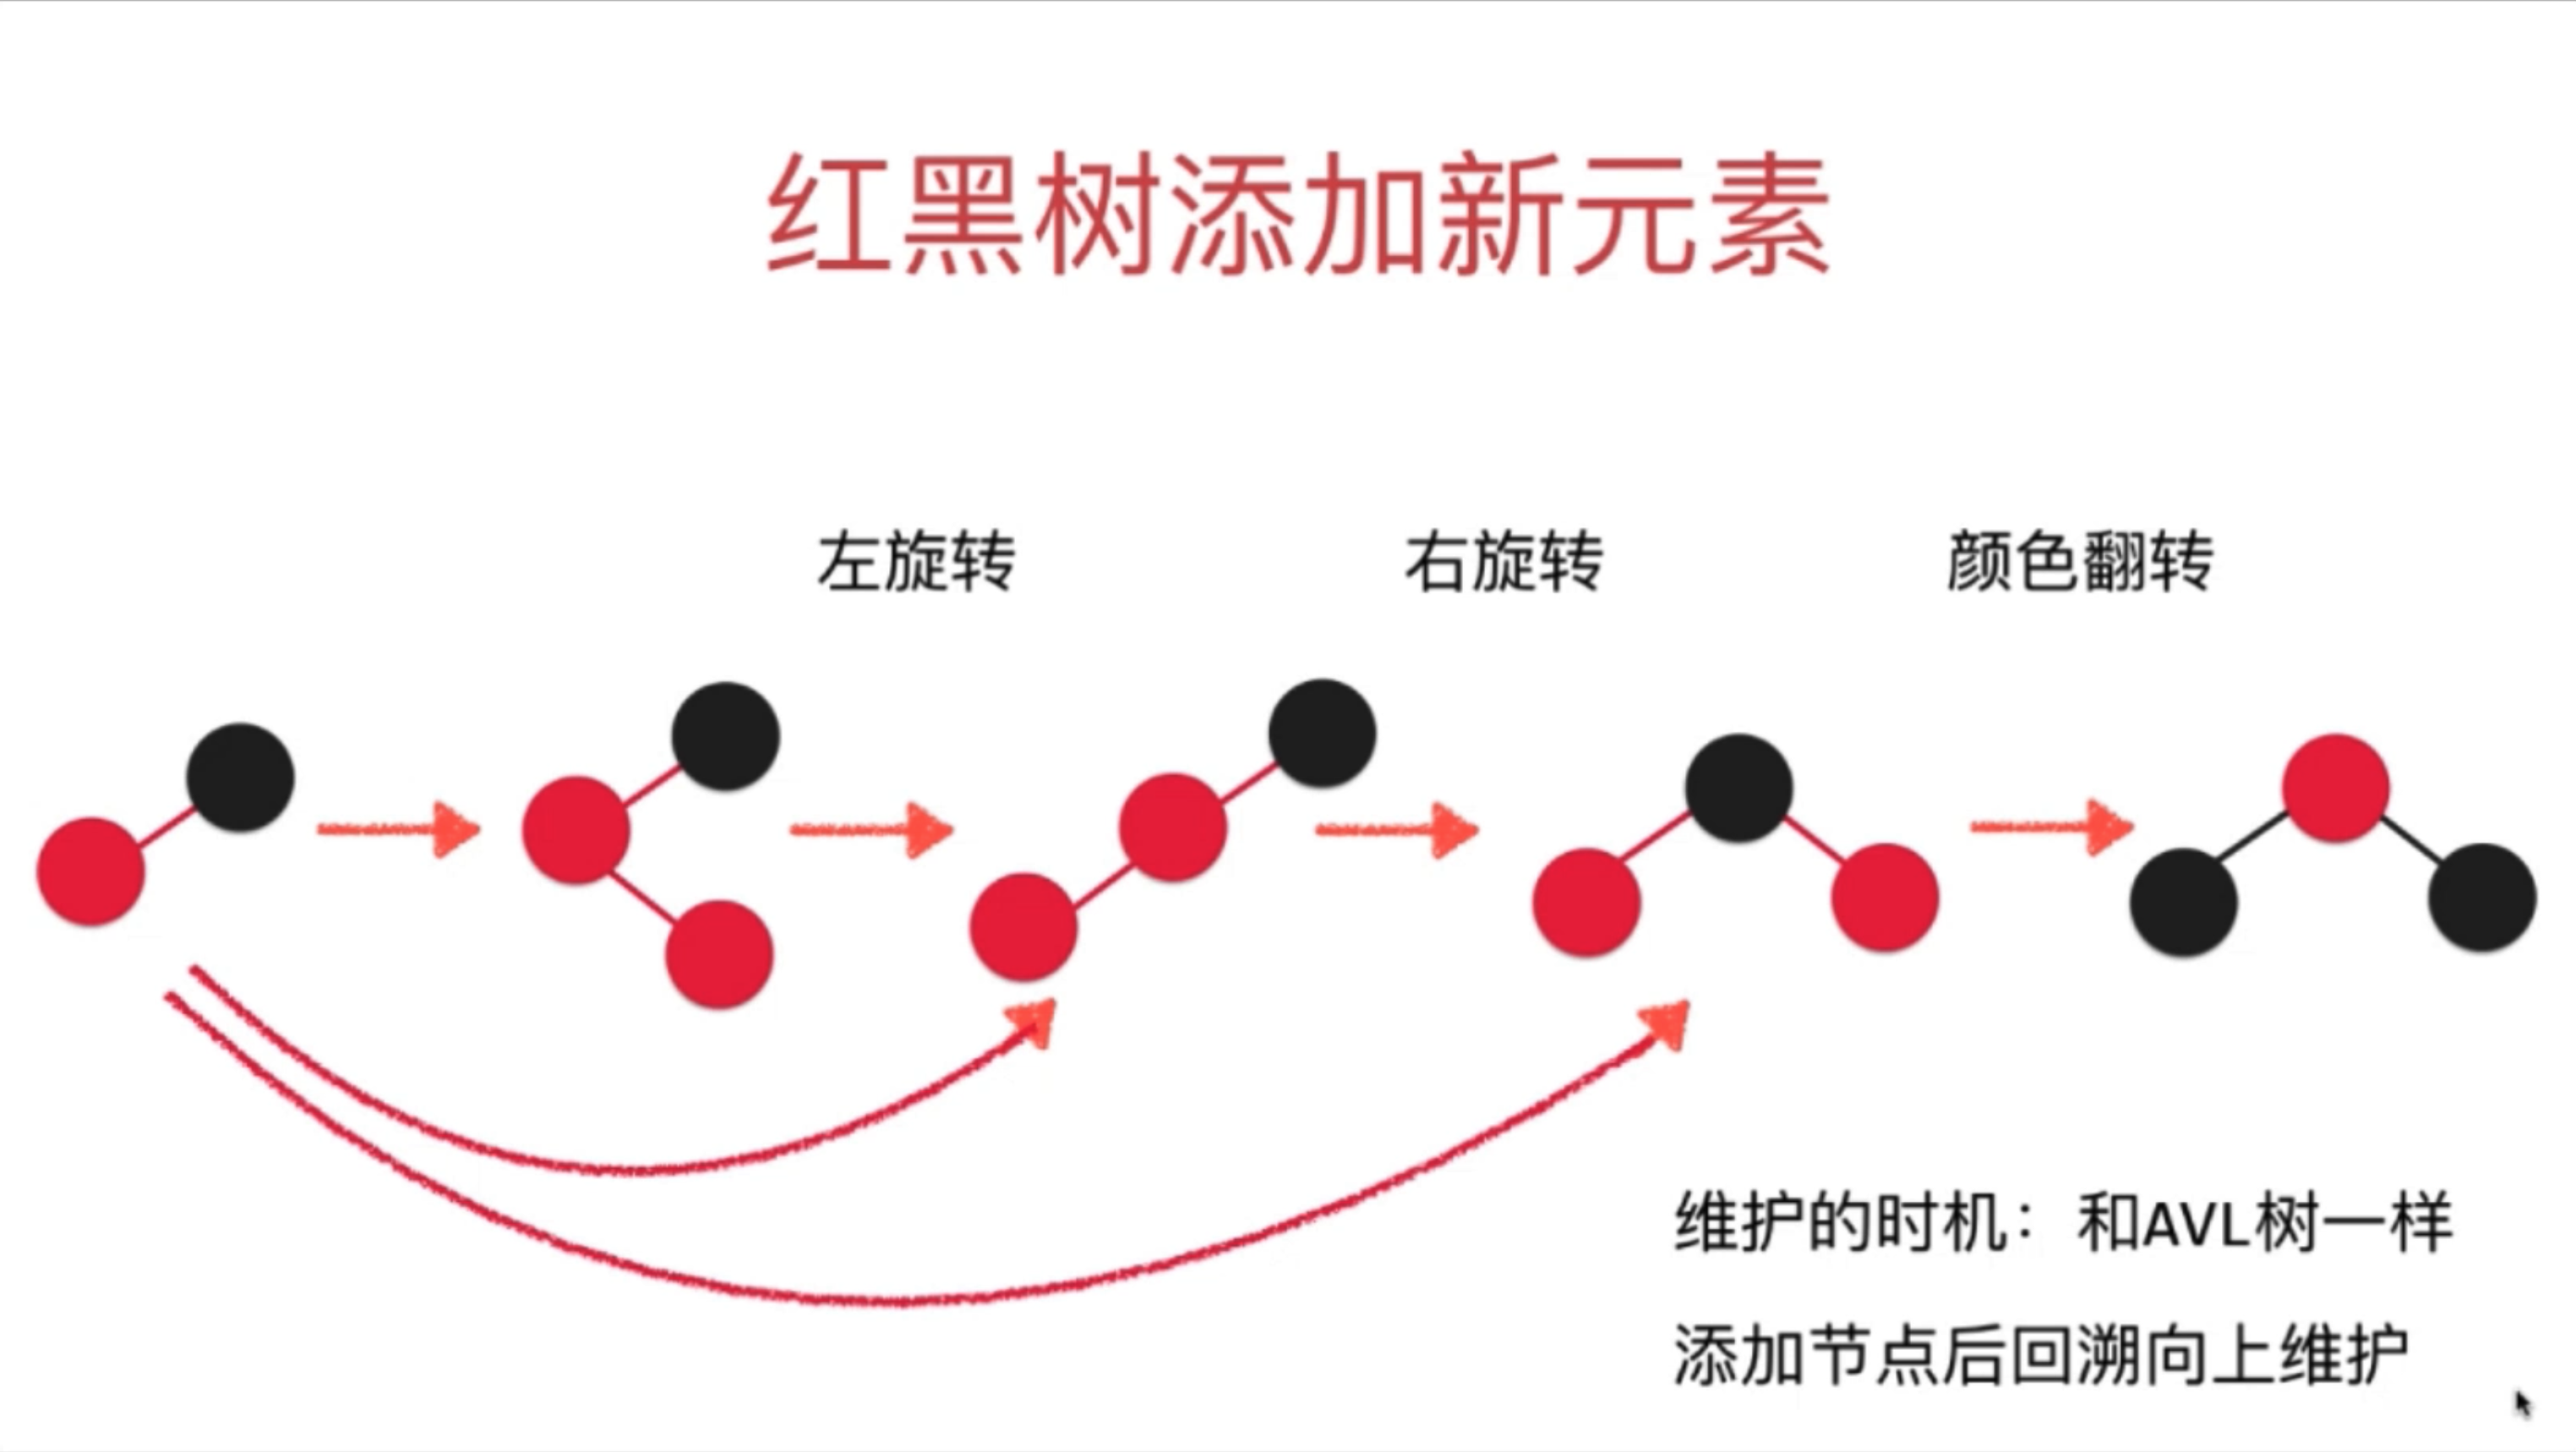 红黑树添加新元素
左旋转
右旋转
颜色翻转
维护的时机：和AVL树一样
添加节点后回溯向上维护